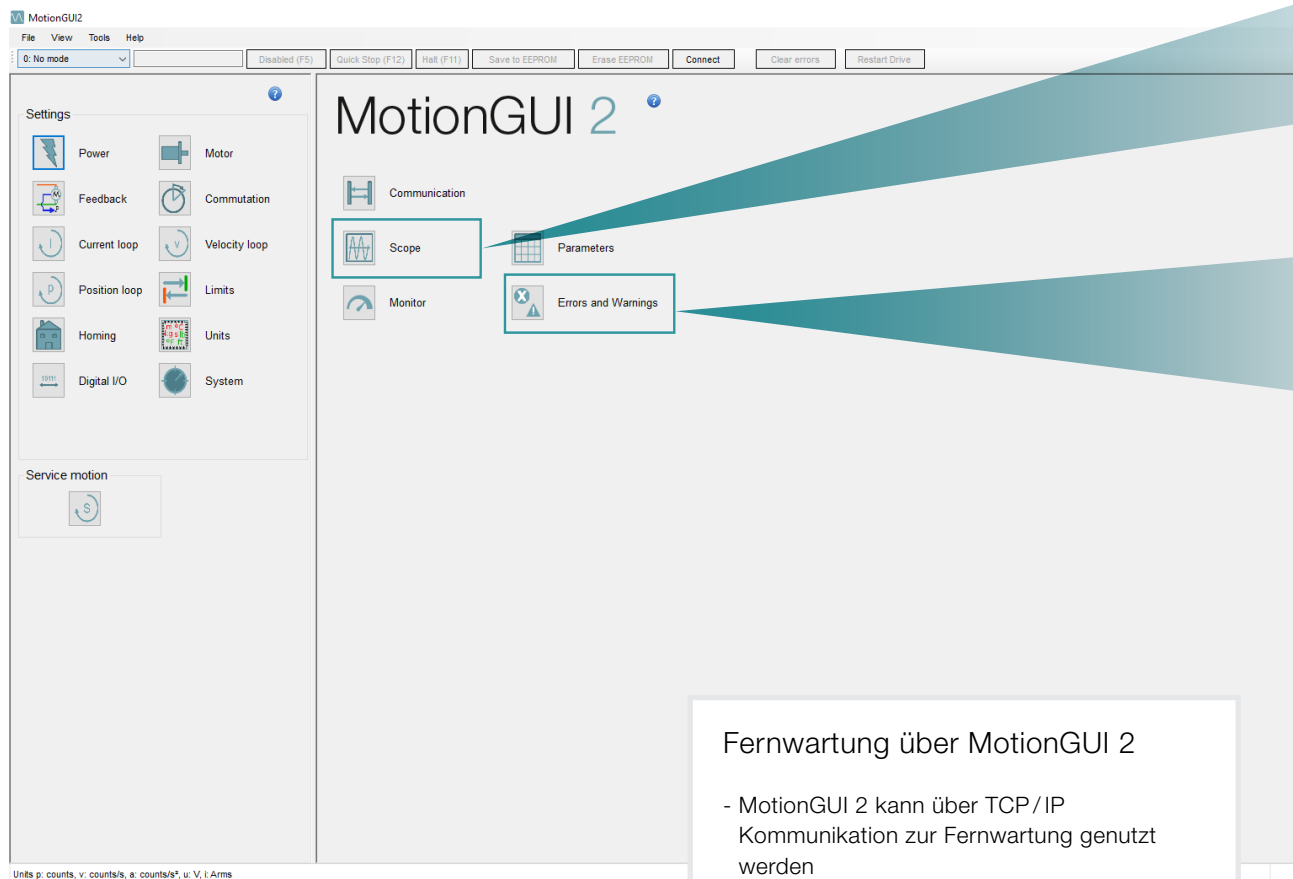 MotionGUI2
File View Tools Help
0: No mode Disabled (F5) Quick Stop (F12) Halt (F11) Save to EEPROM Erase EEPROM Connect Clear errors Restart Drive
Settings
Power Motor
Feedback Commutation
Current loop Velocity loop
Position loop Limits
Homing Units
Digital I/O System
Service motion
S
MotionGUI 2
Communication
Scope Parameters
Monitor Errors and Warnings
Fernwartung über MotionGUI 2
- MotionGUI 2 kann über TCP/IP
Kommunikation zur Fernwartung genutzt
werden
Units p: counts, v: counts/s, a: counts/s², u: V, i: Arms